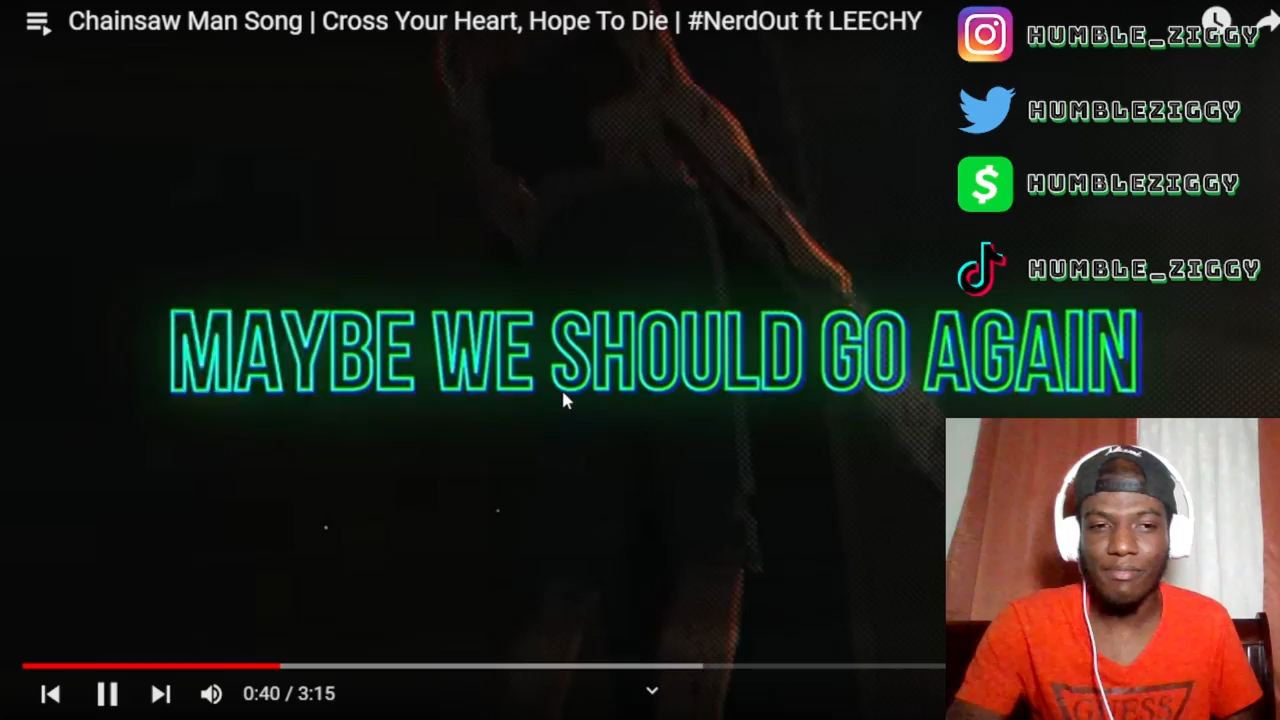 Chainsaw Man Song | Cross Your Heart, Hope To Die | #NerdOut ft LEECHY
HUMBLE_ZIGGY
HUMBLEZIGGY
HUMBLEZIGGY
HUMBLE_ZIGGY
MAYBE WE SHOULD GO AGAIN
GUESS
0:40 / 3:15